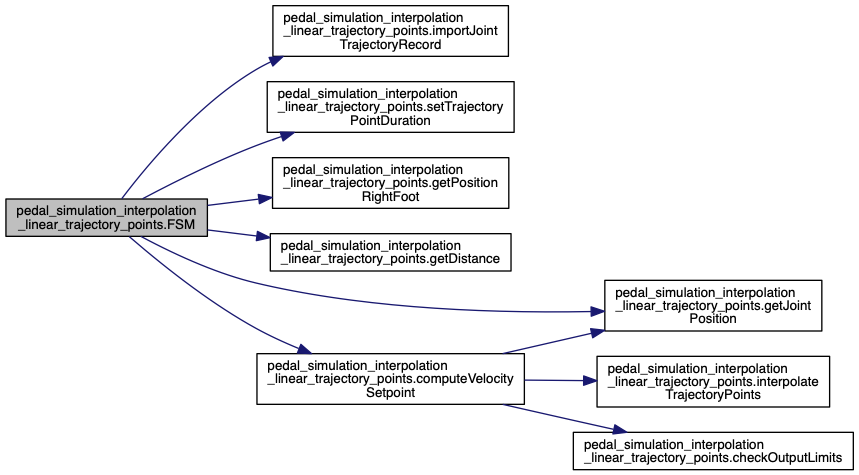 pedal_simulation_interpolation
_linear_trajectory_points.importJoint
TrajectoryRecord
pedal_simulation_interpolation
_linear_trajectory_points.setTrajectory
PointDuration
pedal_simulation_interpolation
_linear_trajectory_points.getPosition
RightFoot
pedal_simulation_interpolation
_linear_trajectory_points.FSM
pedal_simulation_interpolation
_linear_trajectory_points.getDistance
pedal_simulation_interpolation
_linear_trajectory_points.getJoint
Position
pedal_simulation_interpolation
_linear_trajectory_points.computeVelocity
Setpoint
pedal_simulation_interpolation
_linear_trajectory_points.interpolate
TrajectoryPoints
pedal_simulation_interpolation
_linear_trajectory_points.checkOutputLimits